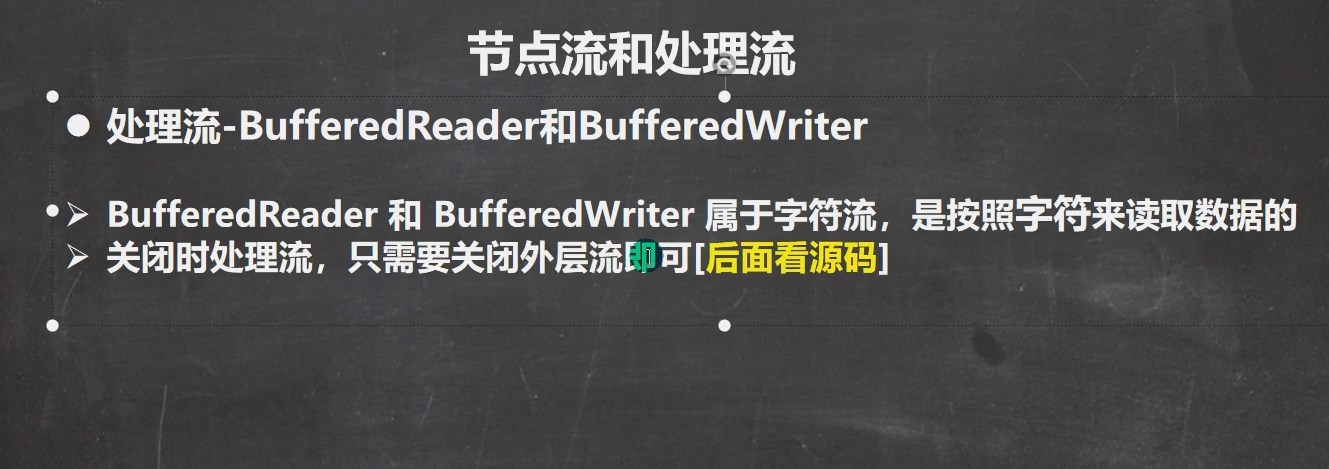 节点流和处理流
处理流-BufferedReader和BufferedWriter
BufferedReader 和 BufferedWriter 属于字符流，是按照字符来读取数据的
关闭时处理流，只需要关闭外层流即可[后面看源码]